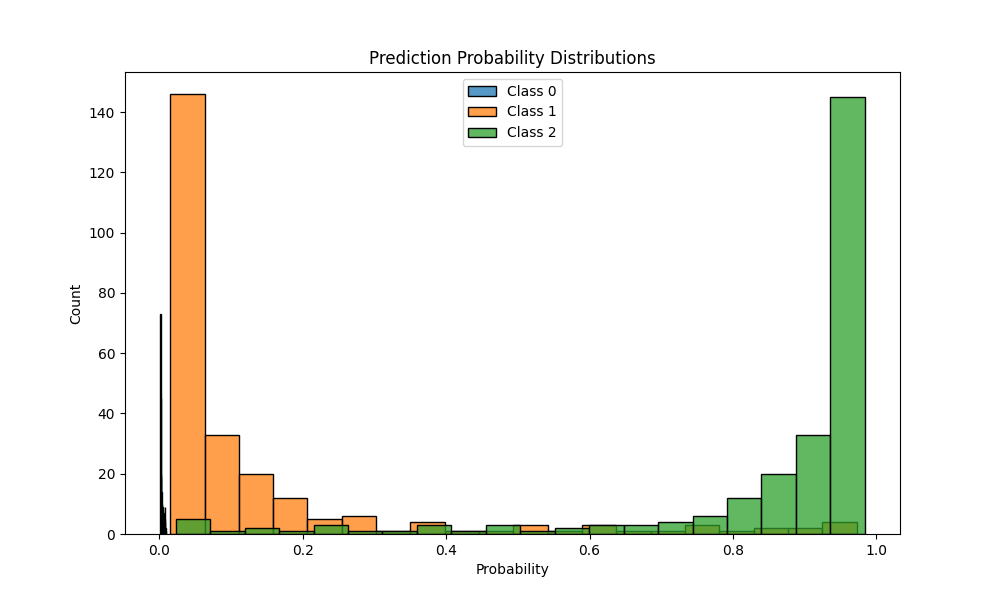 Prediction Probability Distributions
Class 0
Class 1
Class 2
140
120
100
80
60
40
20
0
Count
0.0 0.2 0.4 0.6 0.8 1.0
Probability